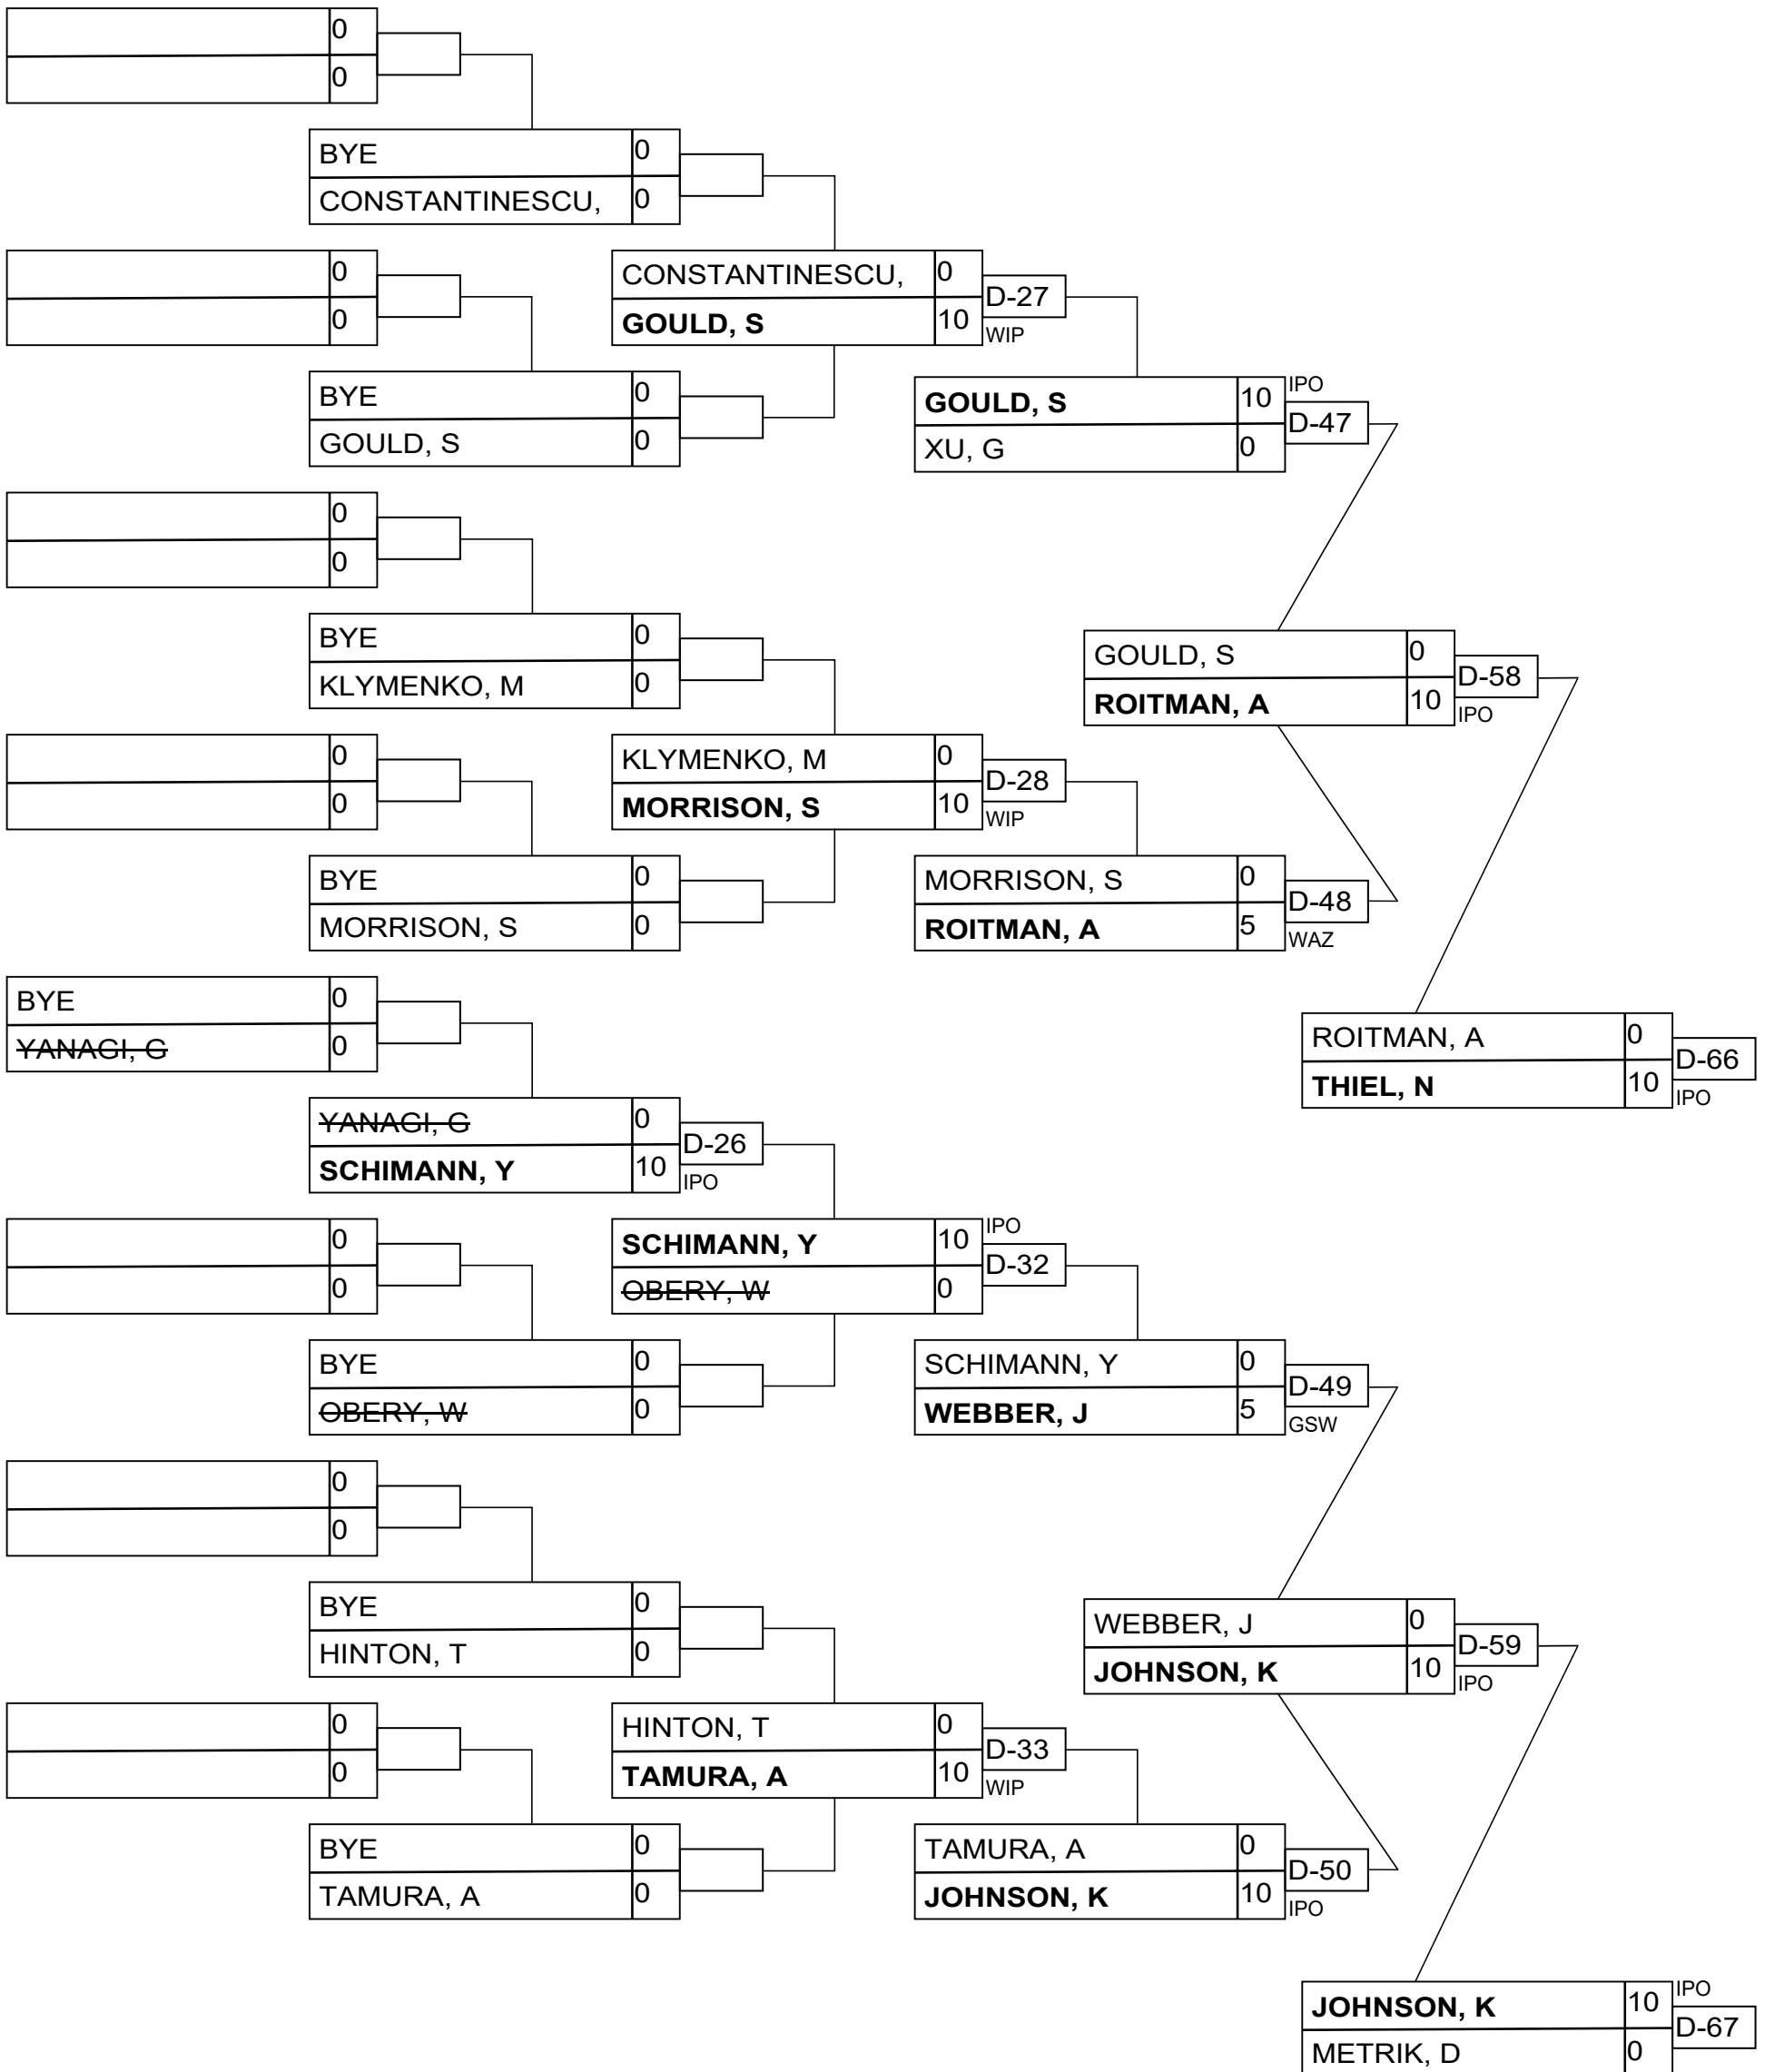 0
0
BYE 0
CONSTANTINESCU, 0
0
0
CONSTANTINESCU, 0
GOULD, S 10
D-27
WIP
BYE 0
GOULD, S 0
GOULD, S 10
XU, G 0
IPO
D-47
0
0
BYE 0
KLYMENKO, M 0
GOULD, S 0
ROITMAN, A 10
D-58
IPO
0
0
KLYMENKO, M 0
MORRISON, S 10
D-28
WIP
BYE 0
MORRISON, S 0
MORRISON, S 0
ROITMAN, A 5
D-48
WAZ
BYE 0
YANAGI, G 0
ROITMAN, A 0
THIEL, N 10
D-66
IPO
YANAGI, G 0
SCHIMANN, Y 10
D-26
IPO
0
0
SCHIMANN, Y 10
OBERY, W 0
IPO
D-32
BYE 0
OBERY, W 0
SCHIMANN, Y 0
WEBBER, J 5
D-49
GSW
0
0
BYE 0
HINTON, T 0
WEBBER, J 0
JOHNSON, K 10
D-59
IPO
0
0
HINTON, T 0
TAMURA, A 10
D-33
WIP
BYE 0
TAMURA, A 0
TAMURA, A 0
JOHNSON, K 10
D-50
IPO
JOHNSON, K 10
METRIK, D 0
IPO
D-67